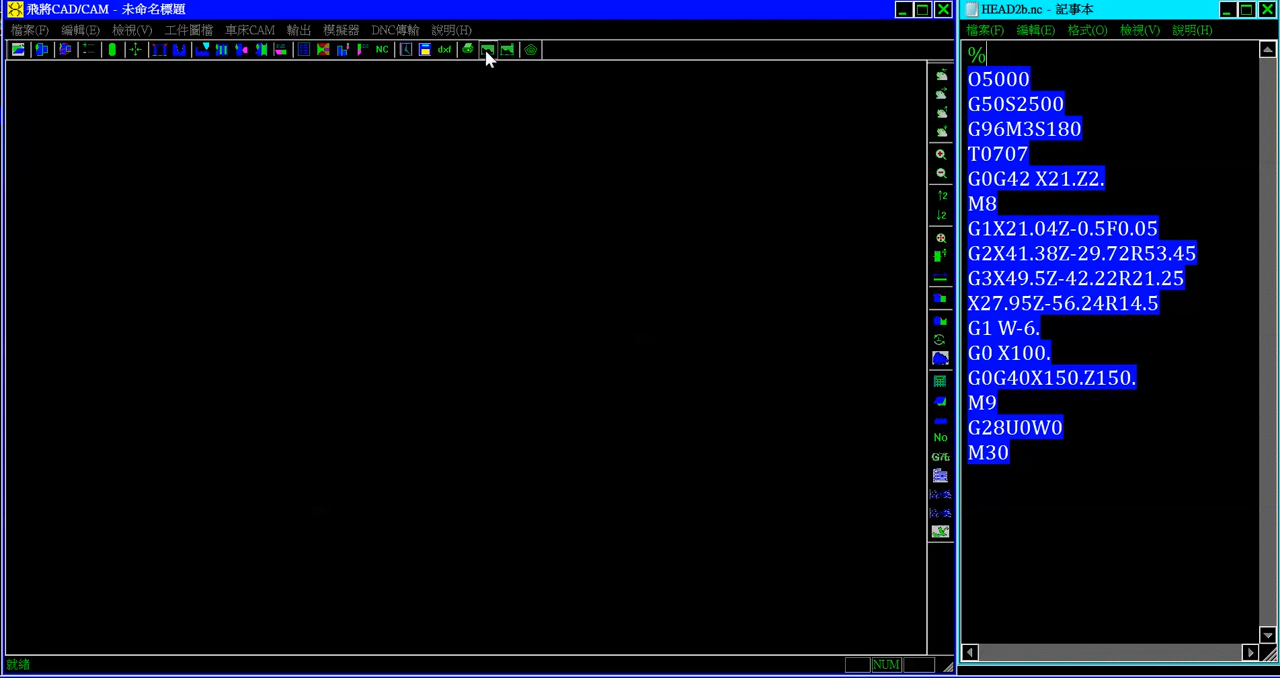 飛將CAD/CAM - 未命名標題
檔案(F) 編輯(E) 檢視(V) 工件圖檔 車床CAM 輸出 模擬器 DNC傳輸 說明(H)
NC dxf
No
G76
就緒
NUM
HEAD2b.nc - 記事本
檔案(F) 編輯(E) 格式(O) 檢視(V) 說明(H)
%
O5000
G50S2500
G96M3S180
T0707
G0G42 X21.Z2.
M8
G1X21.04Z-0.5F0.05
G2X41.38Z-29.72R53.45
G3X49.5Z-42.22R21.25
X27.95Z-56.24R14.5
G1 W-6.
G0 X100.
G0G40X150.Z150.
M9
G28U0W0
M30